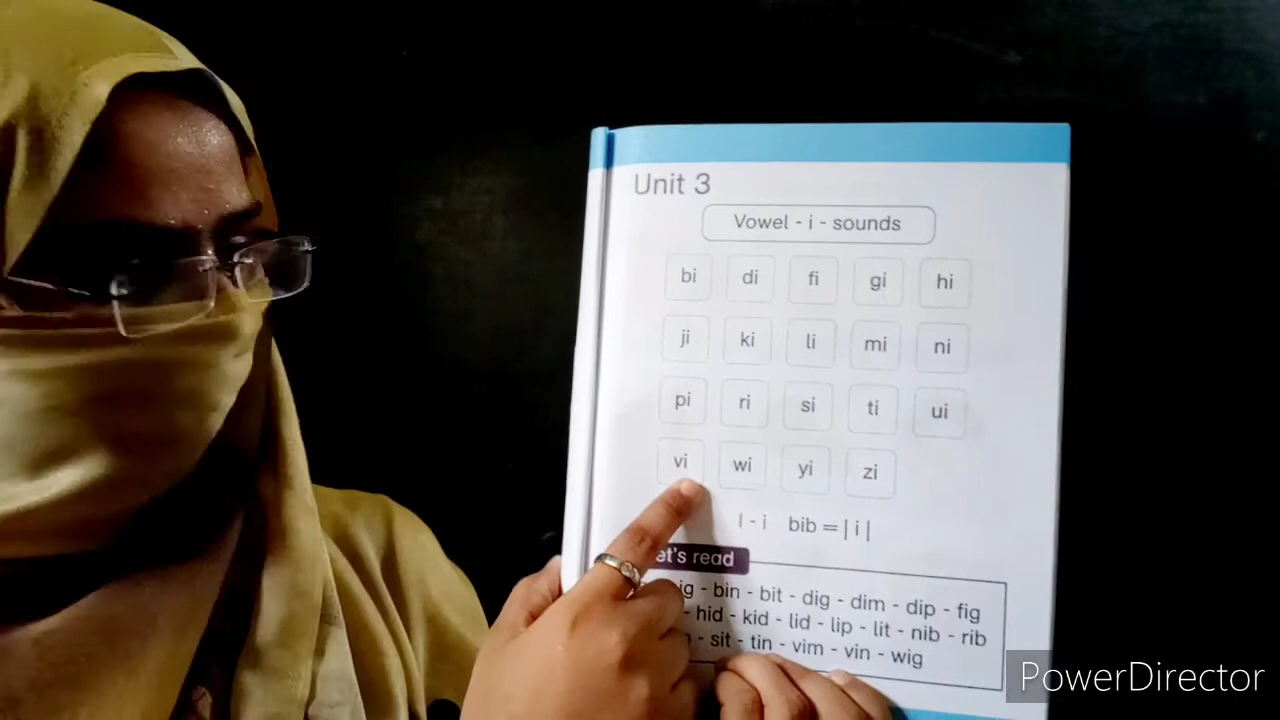 Unit 3
Vowel - i - sounds
bi di fi gi hi
ji ki li mi ni
pi ri si ti ui
vi wi yi zi
I - i bib = | i |
et's read
ig - bin - bit - dig - dim - dip - fig
- hid - kid - lid - lip - lit - nib - rib
- sit - tin - vim - vin - wig
PowerDirector